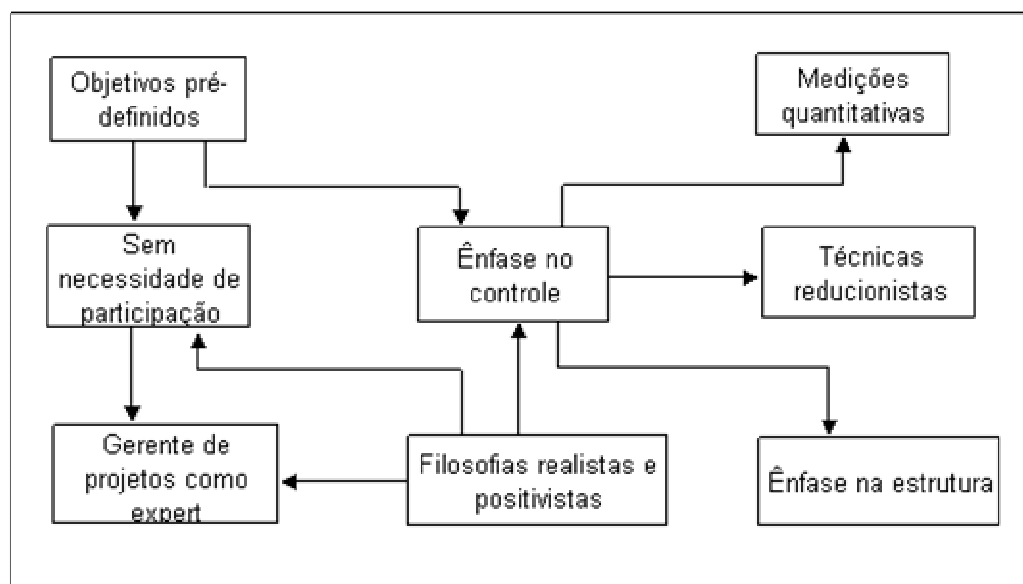 Objetivos pré-
definidos
Medições
quantitativas
Sem
necessidade de
participação
Ênfase no
controle
Técnicas
reducionistas
Gerente de
projetos como
expert
Filosofias realistas e
positivistas
Ênfase na estrutura